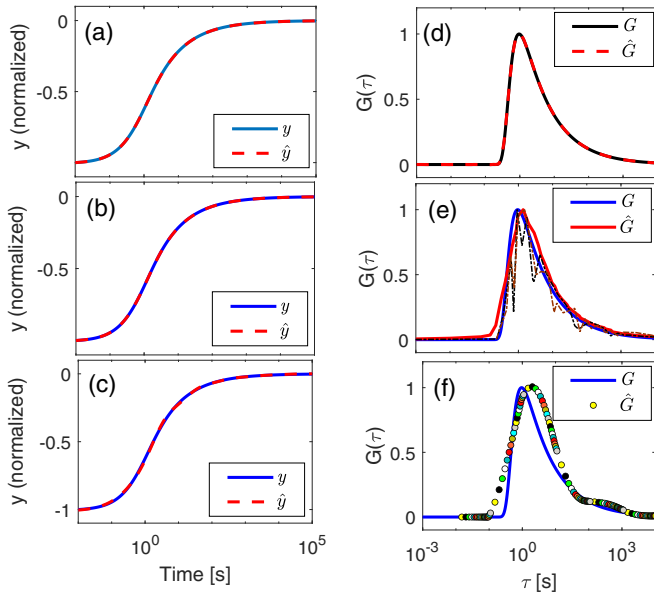 (a)
y (normalized)
0
-0.5
y
ŷ
(b)
y (normalized)
0
-0.5
y
ŷ
(c)
y (normalized)
0
-0.5
-1
y
ŷ
10⁰
10⁵
Time [s]
(d)
G(τ)
1
0.5
0
G
Ĝ
(e)
G(τ)
1
0.5
0
G
Ĝ
(f)
G(τ)
1
0.5
0
G
Ĝ
10⁻³
10⁰
10³
τ [s]